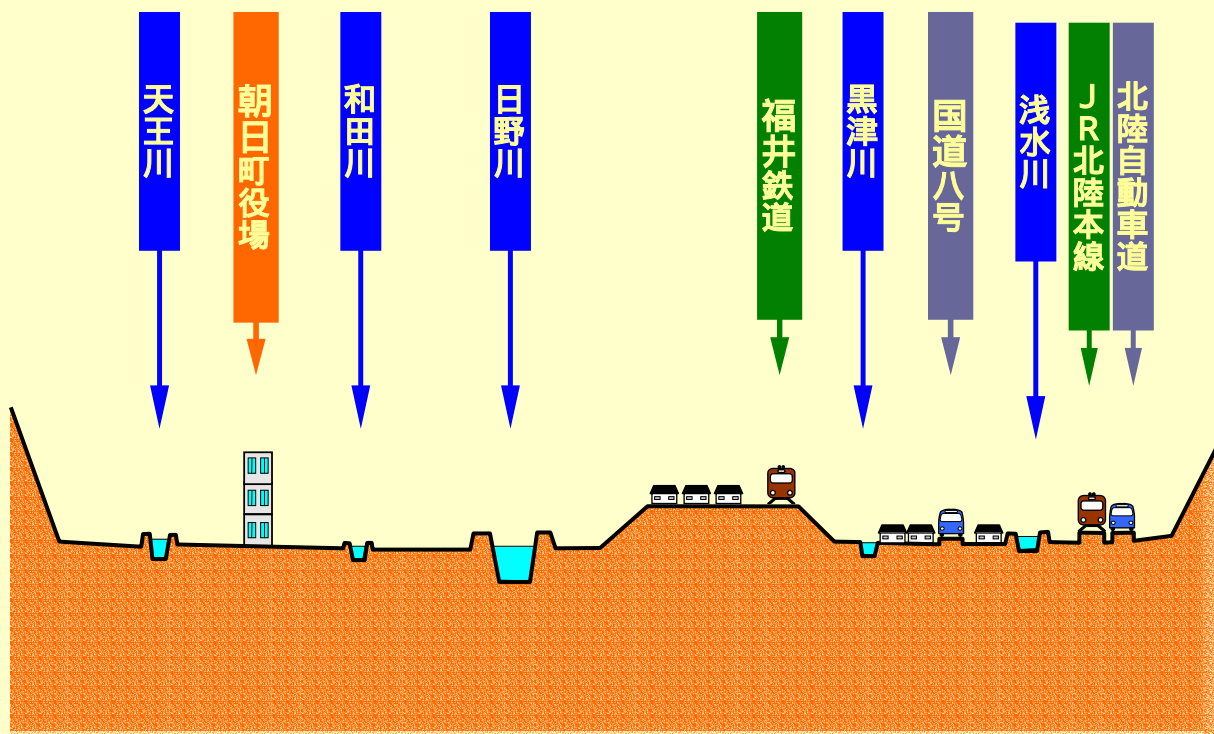 天王川
朝日町役場
和田川
日野川
福井鉄道
黒津川
国道八号
浅水川
ＪＲ北陸本線
北陸自動車道